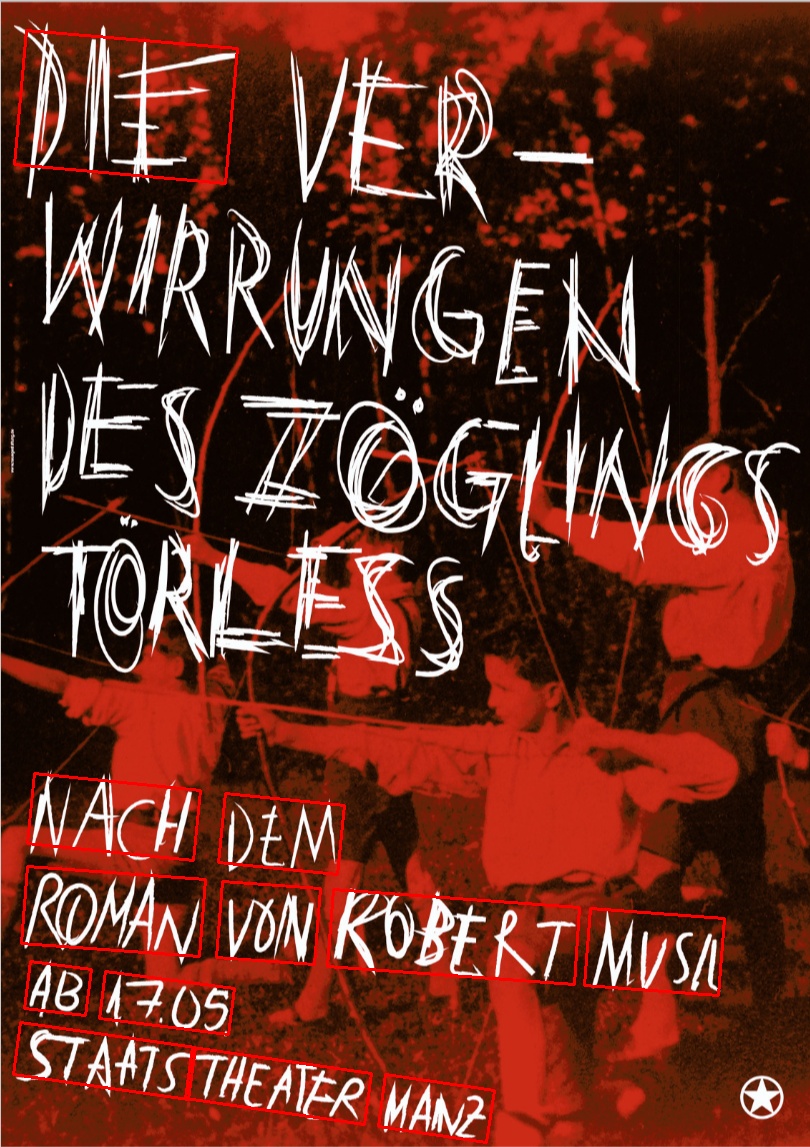 DIE VER-
WIRRUNGEN
DES ZÖGLINGS
TÖRLESS
NACH DEM
ROMAN VON ROBERT MUSIL
AB 17.05
STAATSTHEATER MAINZ